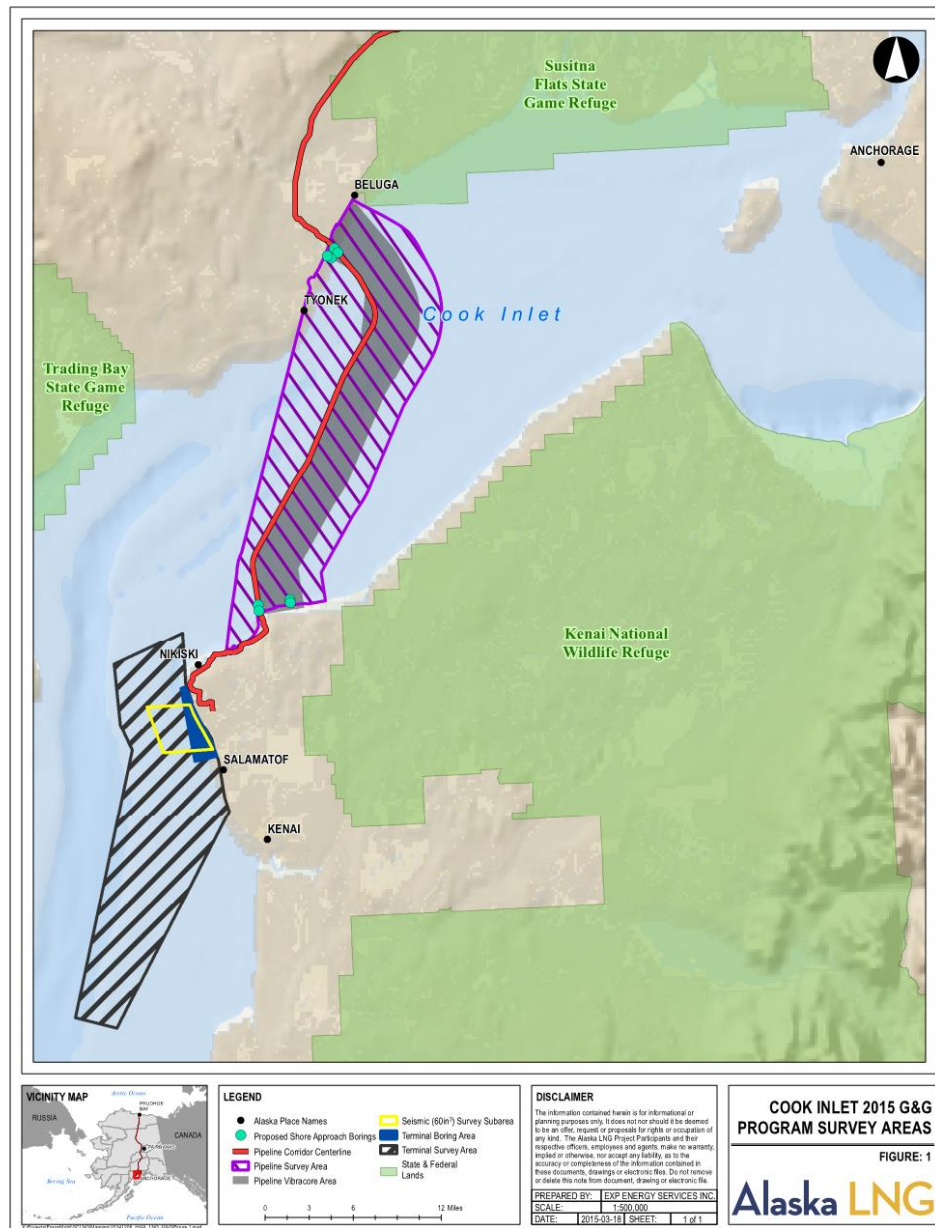 Susitna
Flats State
Game Refuge
ANCHORAGE
BELUGA
TYONEK
Cook Inlet
Trading Bay
State Game
Refuge
Kenai National
Wildlife Refuge
NIKISKI
SALAMATOF
KENAI
VICINITY MAP
Arctic Ocean
PRUDHOE
BAY
RUSSIA
CANADA
FAIRBANKS
Bering Sea
ANCHORAGE
Pacific Ocean
LEGEND
Alaska Place Names
Proposed Shore Approach Borings
Pipeline Corridor Centerline
Pipeline Survey Area
Pipeline Vibracore Area
Seismic (60in³) Survey Subarea
Terminal Boring Area
Terminal Survey Area
State & Federal
Lands
0 3 6 12 Miles
DISCLAIMER
The information contained herein is for informational or
planning purposes only, it does not nor should it be deemed
to be an offer, request or proposals for rights or occupation of
any kind. The Alaska LNG Project Participants and their
respective officers, employees and agents, make no warranty,
implied or otherwise, nor accept any liability, as to the
accuracy or completeness of the information contained in
these documents, drawings or electronic files. Do not remove
or delete this note from document, drawing or electronic file.
PREPARED BY: EXP ENERGY SERVICES INC.
SCALE: 1:500,000
DATE: 2015-03-18 SHEET: 1 of 1
COOK INLET 2015 G&G
PROGRAM SURVEY AREAS
FIGURE: 1
Alaska LNG